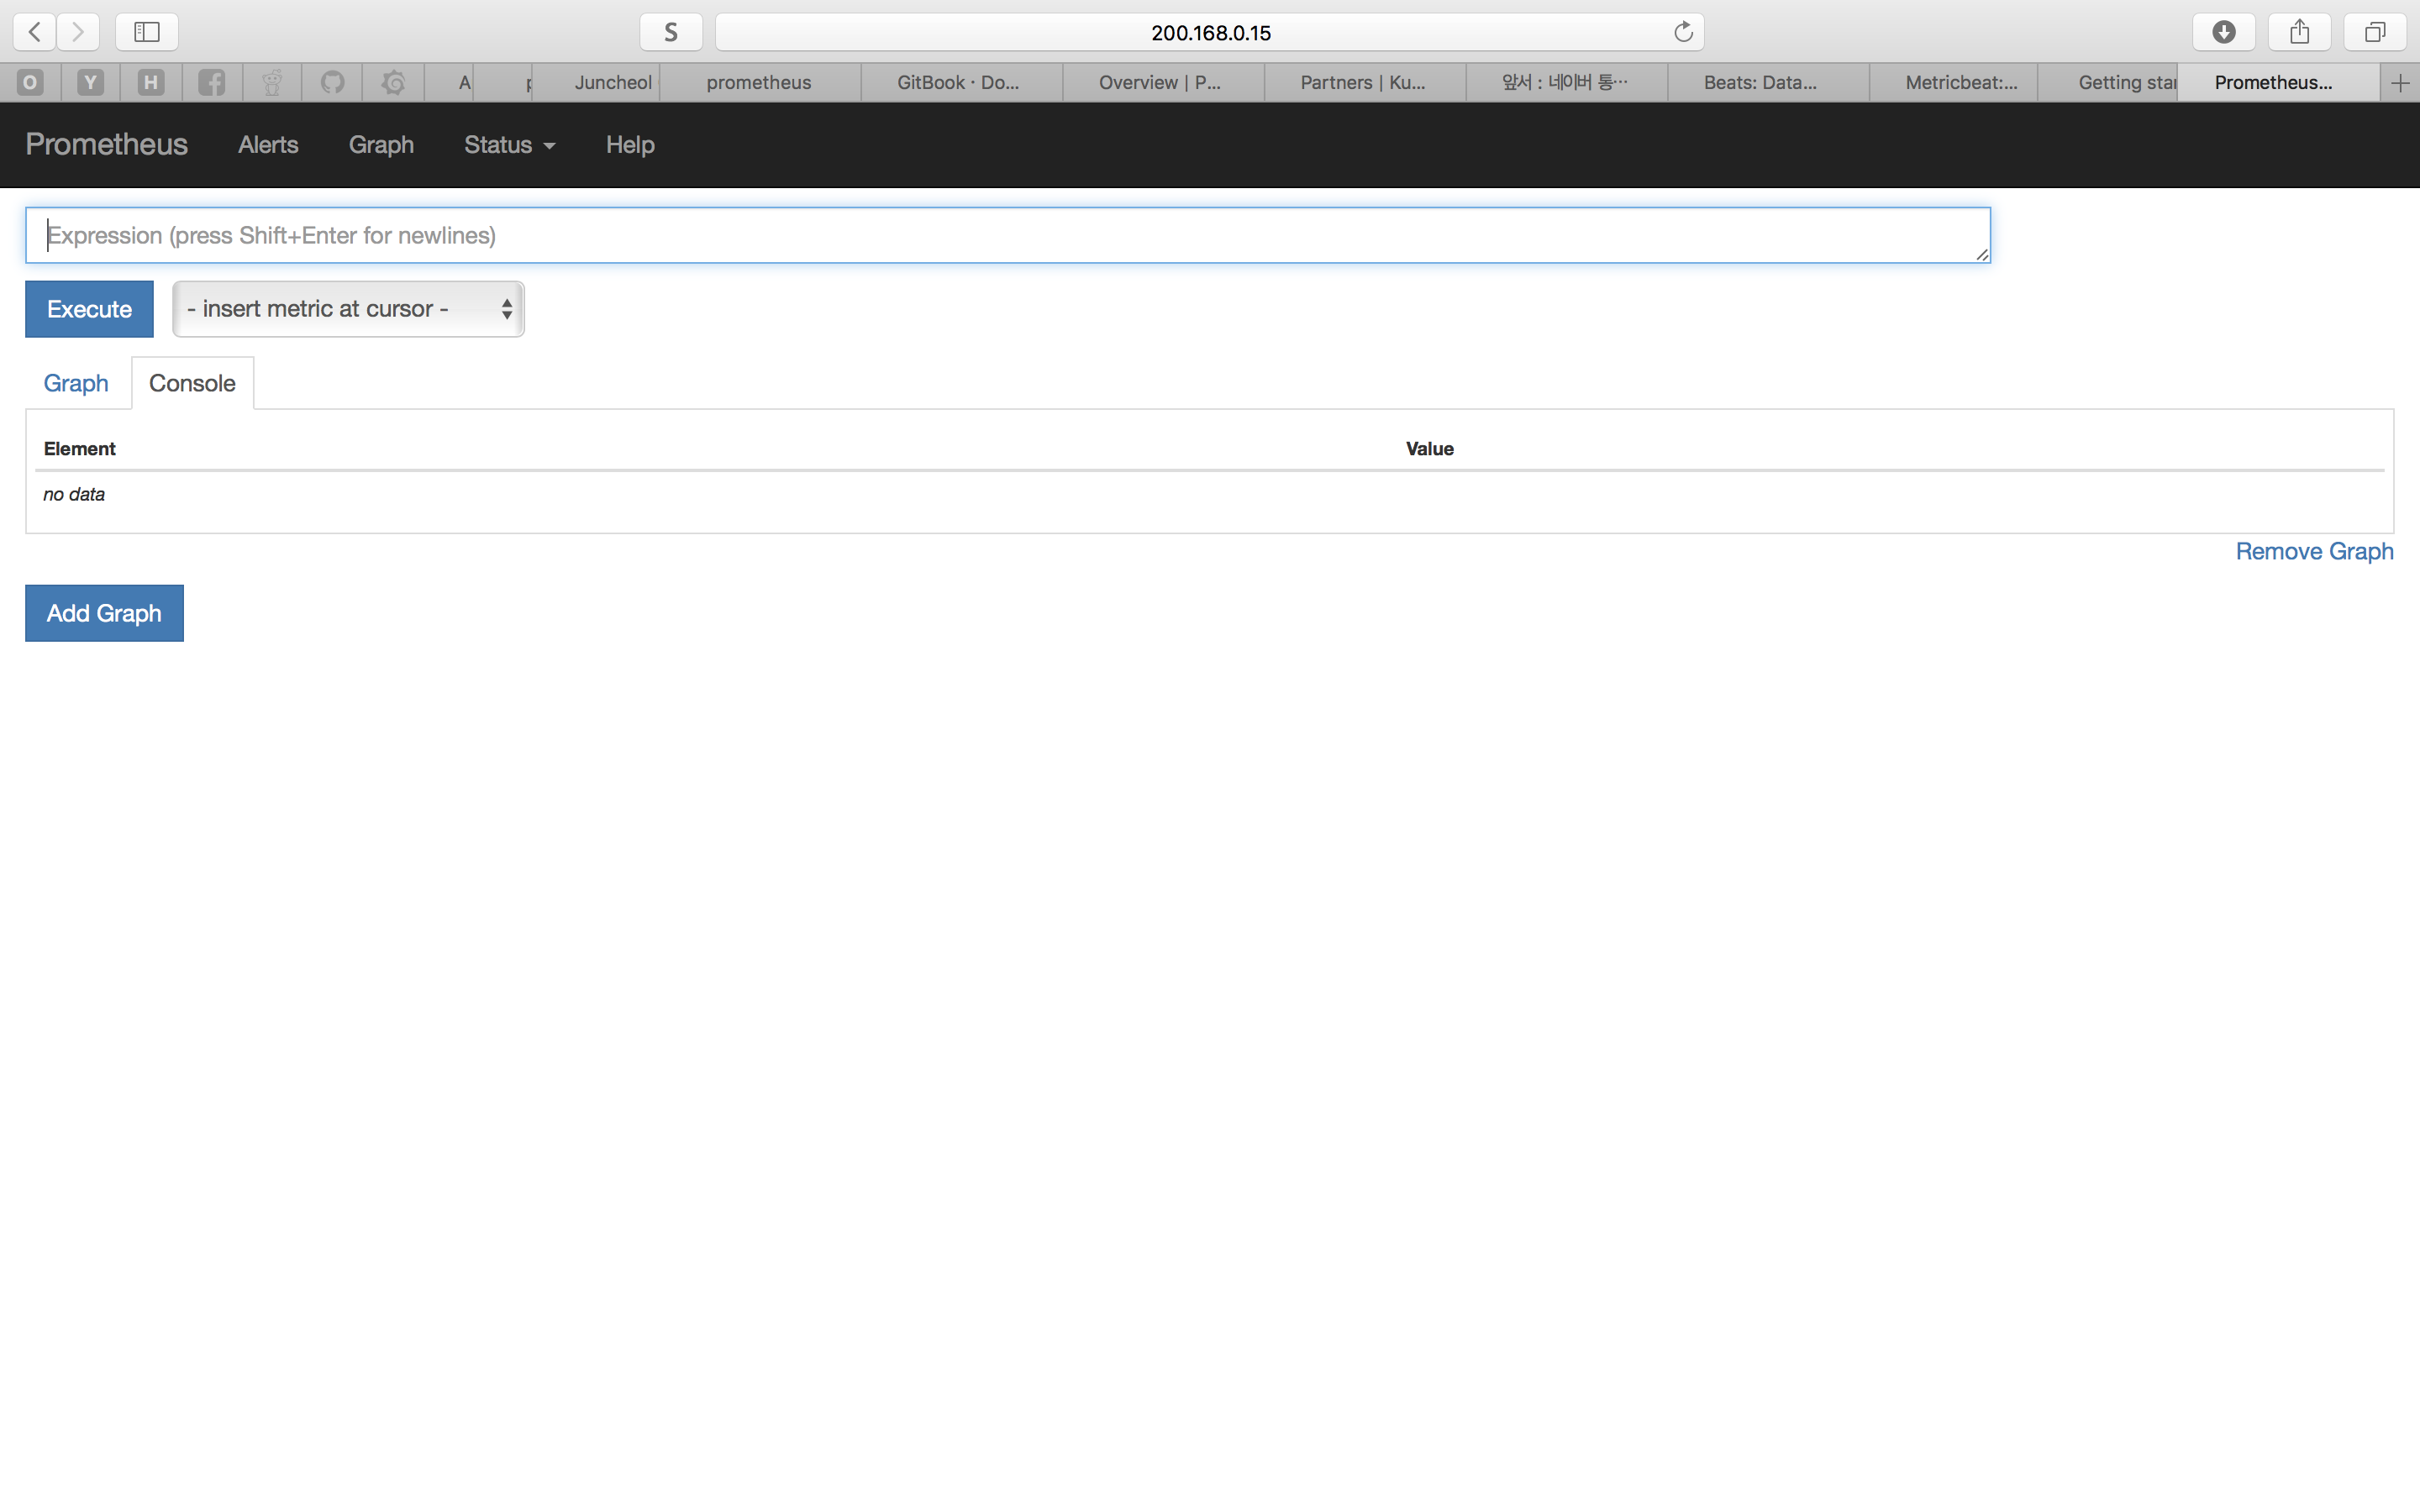 S
200.168.0.15
O Y H A Juncheol prometheus GitBook · Do... Overview | P... Partners | Ku... 앞서 : 네이버 통··· Beats: Data... Metricbeat:... Getting star Prometheus...
Prometheus Alerts Graph Status Help
Expression (press Shift+Enter for newlines)
Execute - insert metric at cursor -
Graph Console
Element Value
no data
Remove Graph
Add Graph